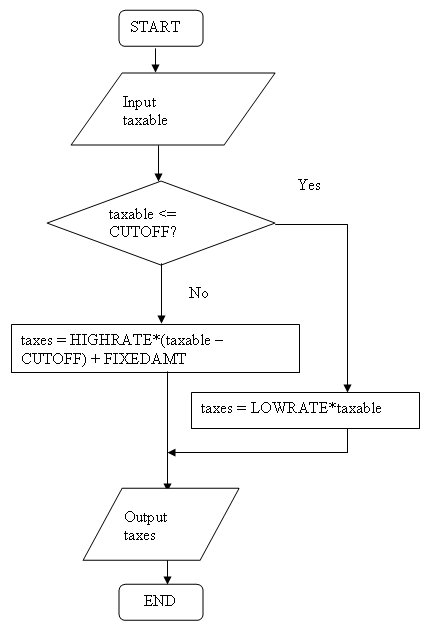 START
Input
taxable
Yes
taxable <=
CUTOFF?
No
taxes = HIGHRATE*(taxable –
CUTOFF) + FIXEDAMT
taxes = LOWRATE*taxable
Output
taxes
END